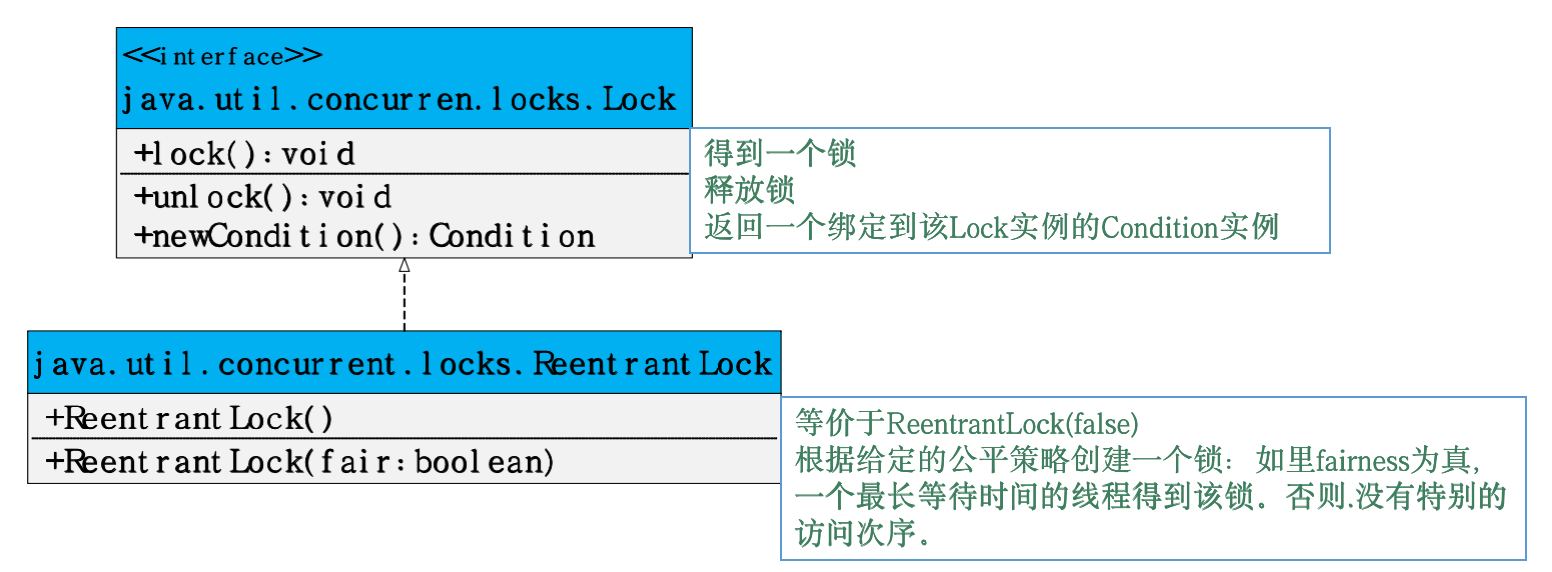 <<interface>>
java.util.concurren.locks.Lock
+lock():void
+unlock():void
+newCondition():Condition
得到一个锁
释放锁
返回一个绑定到该Lock实例的Condition实例
java.util.concurrent.locks.ReentrantLock
+ReentrantLock()
+ReentrantLock(fair:boolean)
等价于ReentrantLock(false)
根据给定的公平策略创建一个锁：如里fairness为真,
一个最长等待时间的线程得到该锁。否则.没有特别的
访问次序。